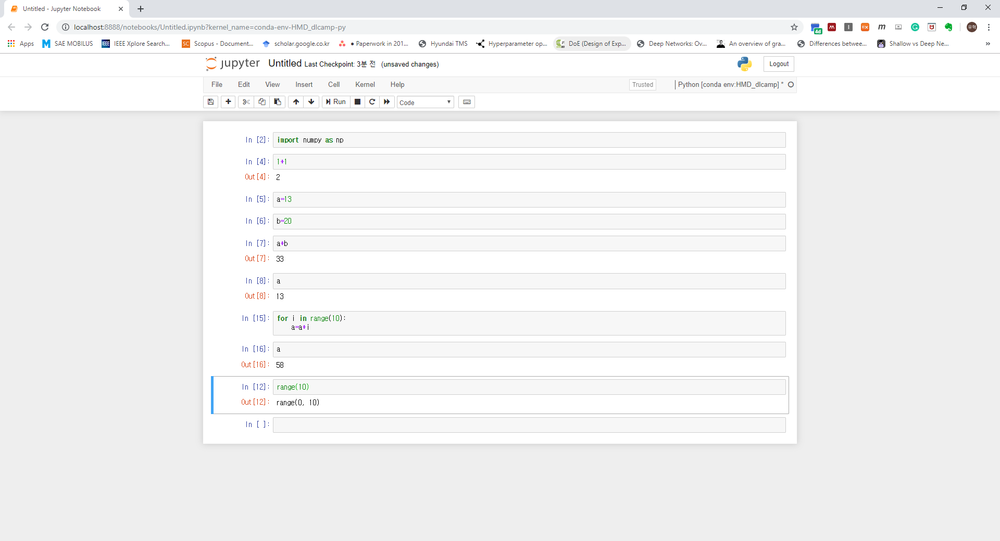 Untitled - Jupyter Notebook
localhost:8888/notebooks/Untitled.ipynb?kernel_name=conda-env-HMD_dlcamp-py
4d
EX
m
유혁
Apps
SAE MOBILUS
IEEE
IEEE Xplore Search...
SC
Scopus - Document...
scholar.google.co.kr
• Paperwork in 201...
Hyundai TMS
Hyperparameter op...
DoE (Design of Exp...
Deep Networks: Ov...
An overview of gra...
Differences betwee...
Shallow vs Deep Ne...
»
jupyter Untitled Last Checkpoint: 3분 전 (unsaved changes)
Logout
File Edit View Insert Cell Kernel Help
Trusted
Python [conda env:HMD_dlcamp] *
Run
Code
In [2]: import numpy as np
In [4]: 1+1
Out[4]: 2
In [5]: a=13
In [6]: b=20
In [7]: a+b
Out[7]: 33
In [8]: a
Out[8]: 13
In [15]: for i in range(10):
a=a+i
In [16]: a
Out[16]: 58
In [12]: range(10)
Out[12]: range(0, 10)
In [ ]: